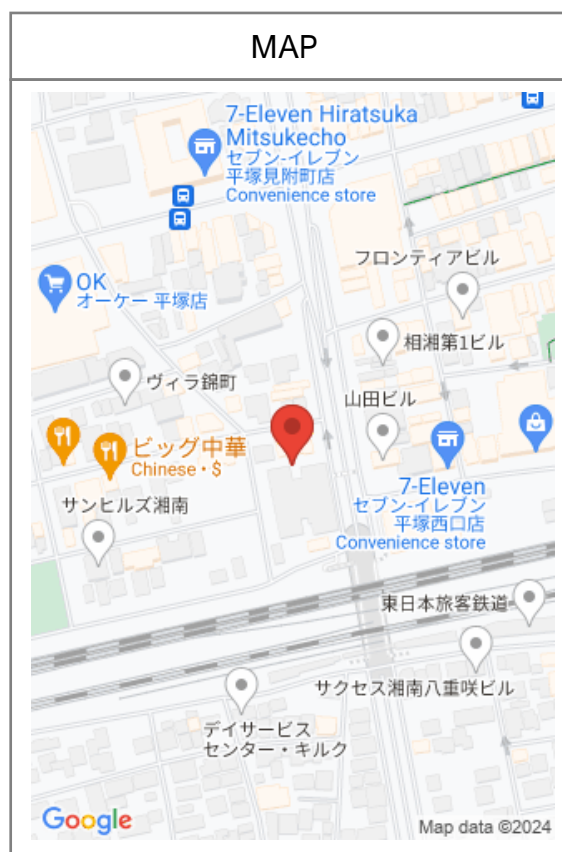 MAP
7-Eleven Hiratsuka
Mitsukecho
セブン-イレブン
平塚見附町店
Convenience store
フロンティアビル
OK
オーケー 平塚店
相湘第1ビル
ヴィラ錦町
山田ビル
ビッグ中華
Chinese・$
7-Eleven
セブン-イレブン
平塚西口店
Convenience store
サンヒルズ湘南
東日本旅客鉄道
サクセス湘南八重咲ビル
デイサービス
センター・キルク
Google
Map data ©2024